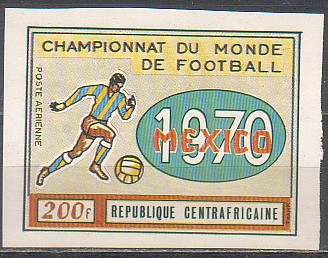 CHAMPIONNAT DU MONDE
DE FOOTBALL
POSTE AERIENNE
1970
MEXICO
200F
REPUBLIQUE CENTRAFRICAINE